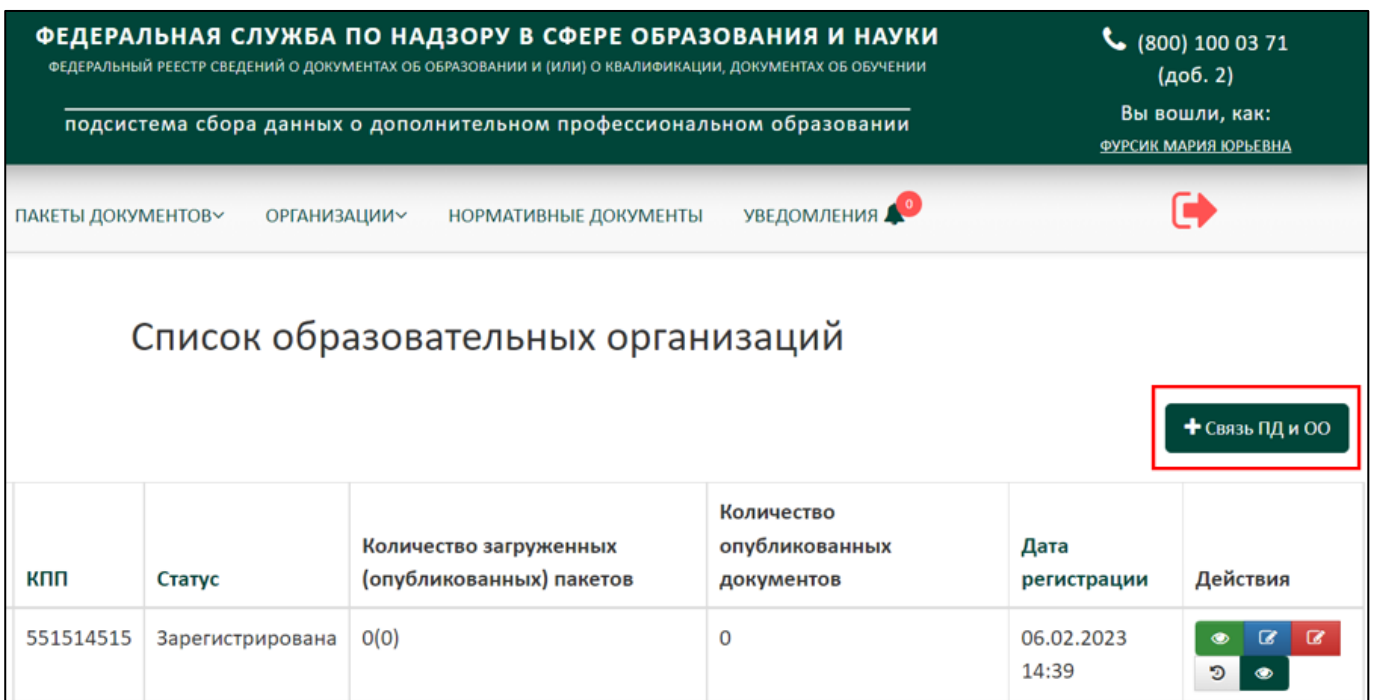 ФЕДЕРАЛЬНАЯ СЛУЖБА ПО НАДЗОРУ В СФЕРЕ ОБРАЗОВАНИЯ И НАУКИ
ФЕДЕРАЛЬНЫЙ РЕЕСТР СВЕДЕНИЙ О ДОКУМЕНТАХ ОБ ОБРАЗОВАНИИ И (ИЛИ) О КВАЛИФИКАЦИИ, ДОКУМЕНТАХ ОБ ОБУЧЕНИИ
подсистема сбора данных о дополнительном профессиональном образовании
(800) 100 03 71
(доб. 2)
Вы вошли, как:
ФУРСИК МАРИЯ ЮРЬЕВНА
ПАКЕТЫ ДОКУМЕНТОВ ОРГАНИЗАЦИИ НОРМАТИВНЫЕ ДОКУМЕНТЫ УВЕДОМЛЕНИЯ 0
Список образовательных организаций
+ Связь ПД и ОО
КПП
Статус
Количество загруженных
(опубликованных) пакетов
Количество
опубликованных
документов
Дата
регистрации
Действия
551514515 Зарегистрирована 0(0) 0 06.02.2023
14:39